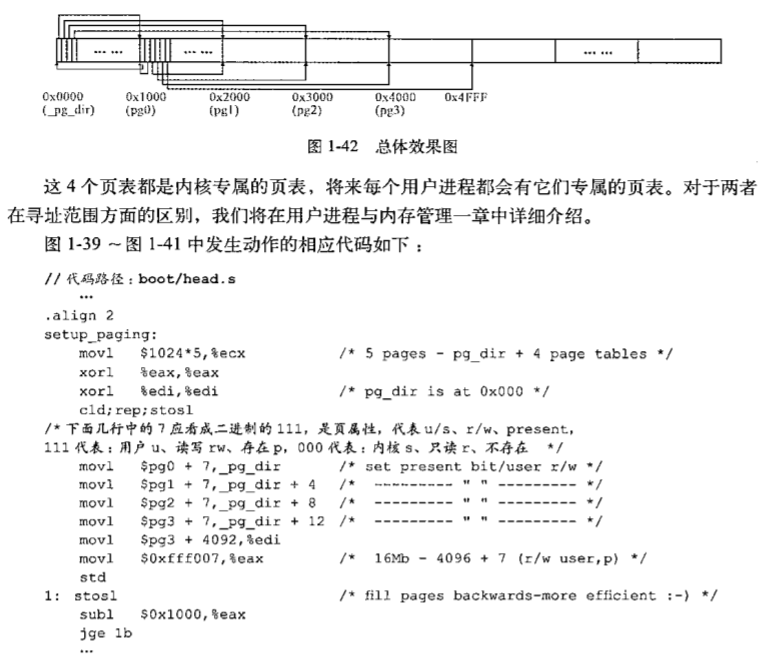 ... ...
... ...
... ...
0x0000 0x1000 0x2000 0x3000 0x4000 0x4FFF
(_pg_dir) (pg0) (pg1) (pg2) (pg3)
图 1-42 总体效果图
这 4 个页表都是内核专属的页表，将来每个用户进程都会有它们专属的页表。对于两者
在寻址范围方面的区别，我们将在用户进程与内存管理一章中详细介绍。
图 1-39 ～图 1-41 中发生动作的相应代码如下：
// 代码路径：boot/head.s
...
.align 2
setup_paging:
movl $1024*5,%ecx /* 5 pages - pg_dir + 4 page tables */
xorl %eax,%eax
xorl %edi,%edi /* pg_dir is at 0x000 */
cld;rep;stosl
/* 下面几行中的 7 应看成二进制的 111，是页属性，代表 u/s、r/w、present，
111 代表：用户 u、读写 rw、存在 p，000 代表：内核 s、只读 r、不存在 */
movl $pg0 + 7,_pg_dir /* set present bit/user r/w */
movl $pg1 + 7,_pg_dir + 4 /* --------- " " --------- */
movl $pg2 + 7,_pg_dir + 8 /* --------- " " --------- */
movl $pg3 + 7,_pg_dir + 12 /* --------- " " --------- */
movl $pg3 + 4092,%edi
movl $0xfff007,%eax /* 16Mb - 4096 + 7 (r/w user,p) */
std
1: stosl /* fill pages backwards-more efficient :-) */
subl $0x1000,%eax
jge 1b
...